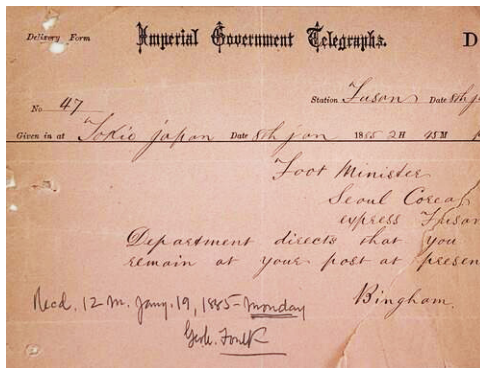 Delivery Form Imperial Government Telegraphs. D
No 47 Station Fusan Date 8th
Given in at Tokio japan Date 8th jan 1885 2H 45M
Foot Minister
Seoul Corea
express Fusan
Department directs that you
remain at your post at presen
Bingham.
Recd. 12 M. Jany. 19, 1885 - Monday
Foulk